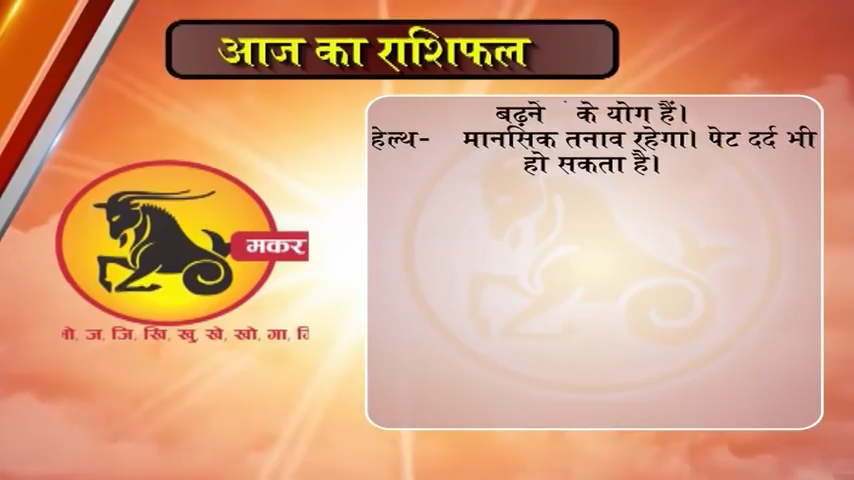 आज का राशिफल
बढ़ने के योग हैं।
हेल्थ- मानसिक तनाव रहेगा। पेट दर्द भी
हो सकता है।
मकर
ज, जि, खि, खु, खे, खो, गा,